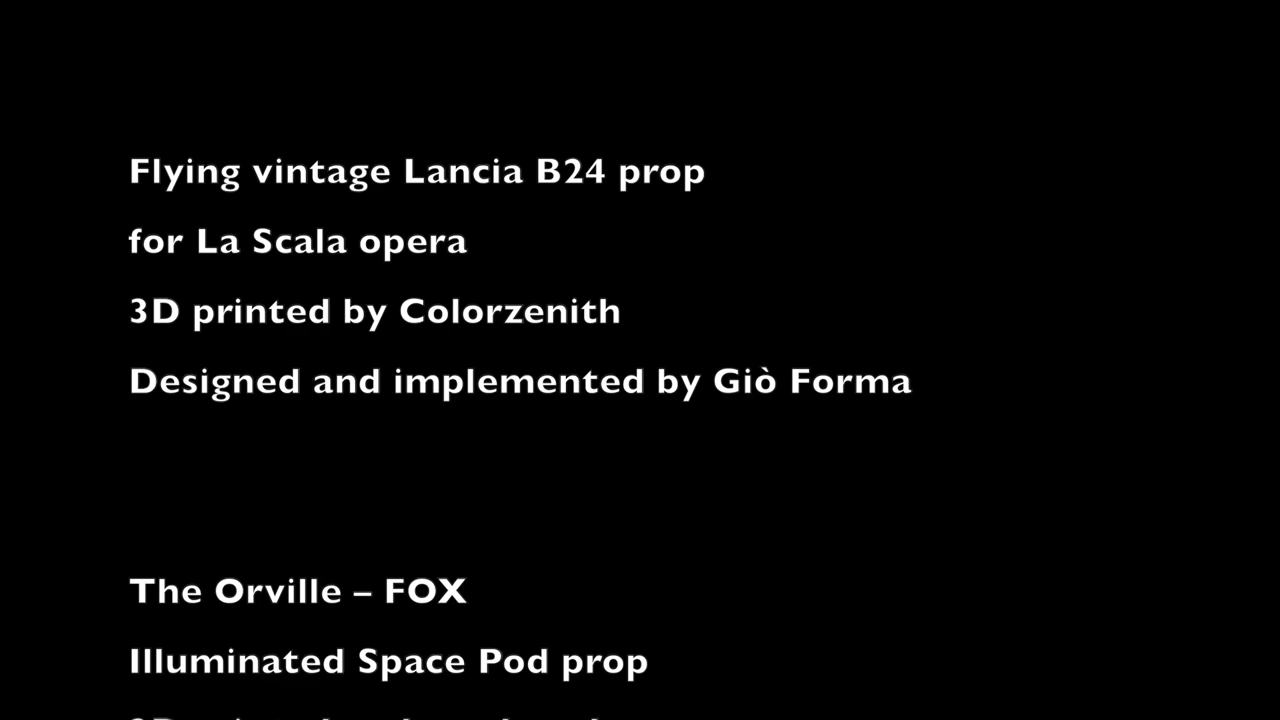 Flying vintage Lancia B24 prop
for La Scala opera
3D printed by Colorzenith
Designed and implemented by Giò Forma
The Orville – FOX
Illuminated Space Pod prop